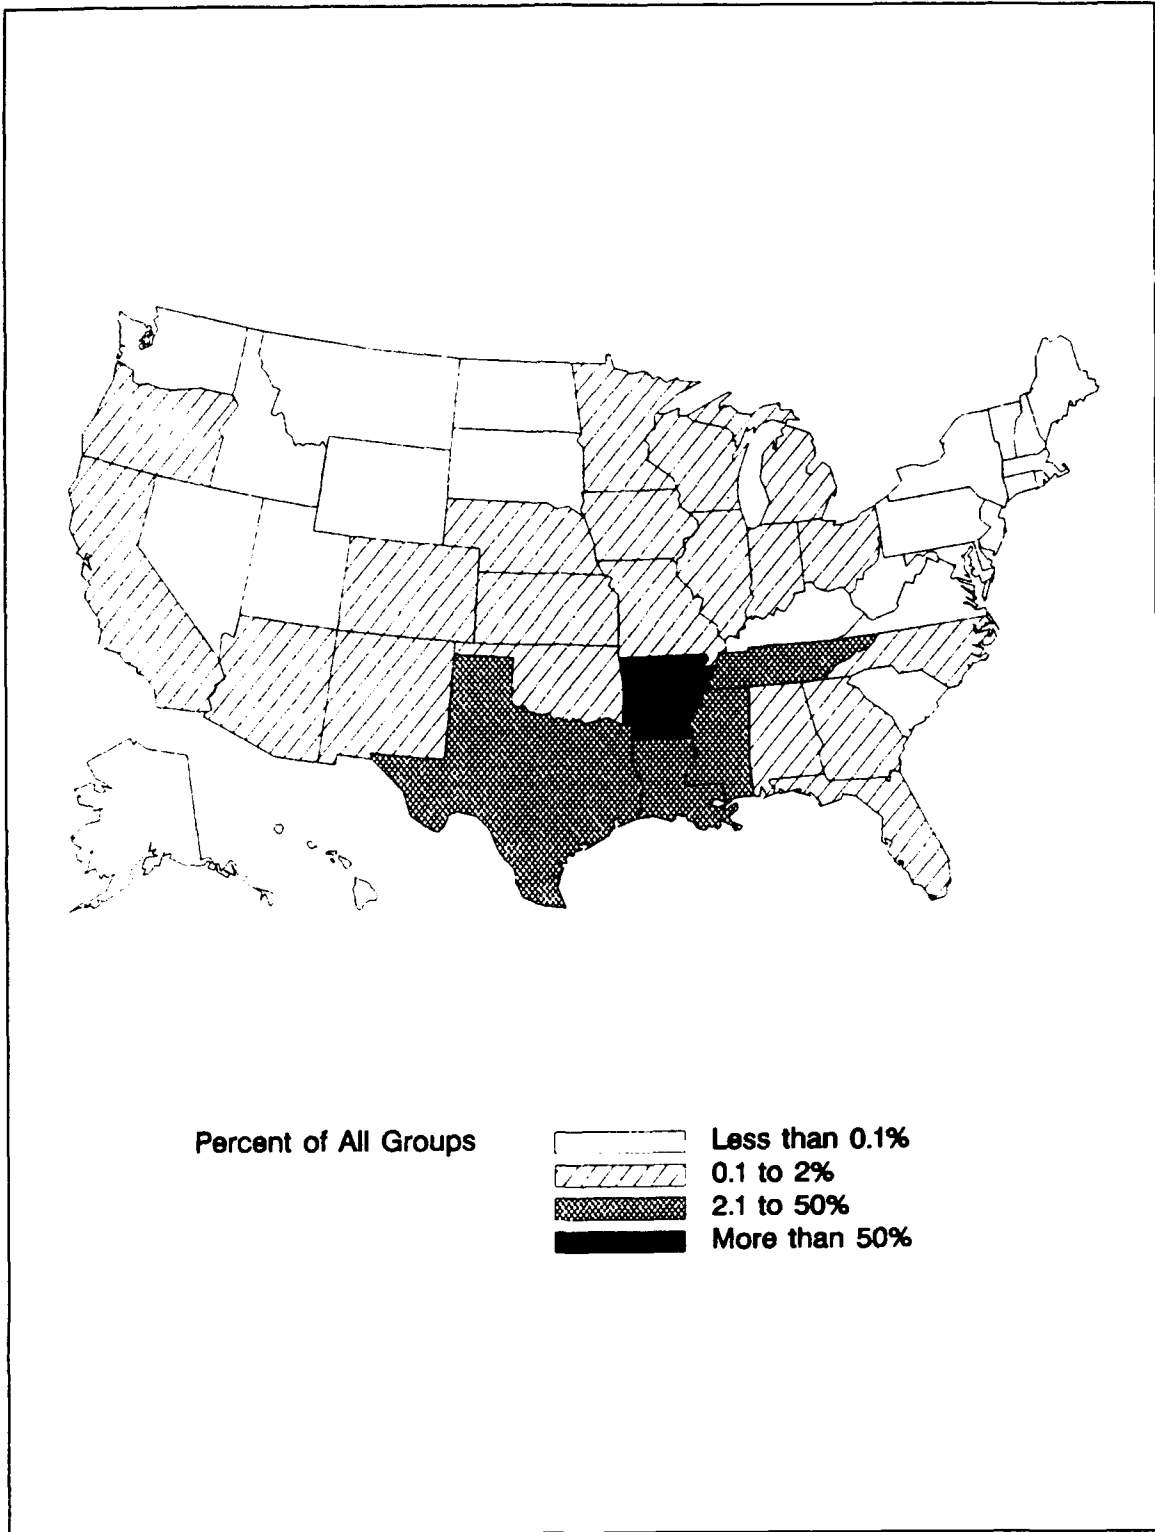 Percent of All Groups
Less than 0.1%
0.1 to 2%
2.1 to 50%
More than 50%